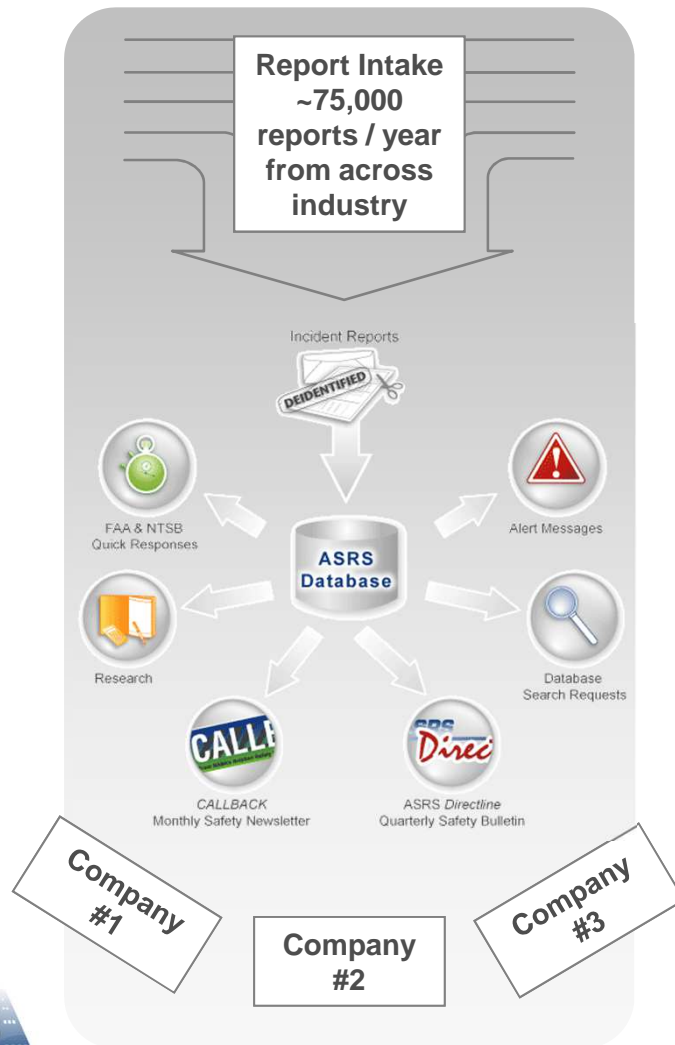 Report Intake
~75,000
reports / year
from across
industry
Incident Reports
DEIDENTIFIED
FAA & NTSB
Quick Responses
Alert Messages
ASRS
Database
Research
Database
Search Requests
CALLB
Direc
CALLBACK
Monthly Safety Newsletter
ASRS Directline
Quarterly Safety Bulletin
Company
#1
Company
#2
Company
#3